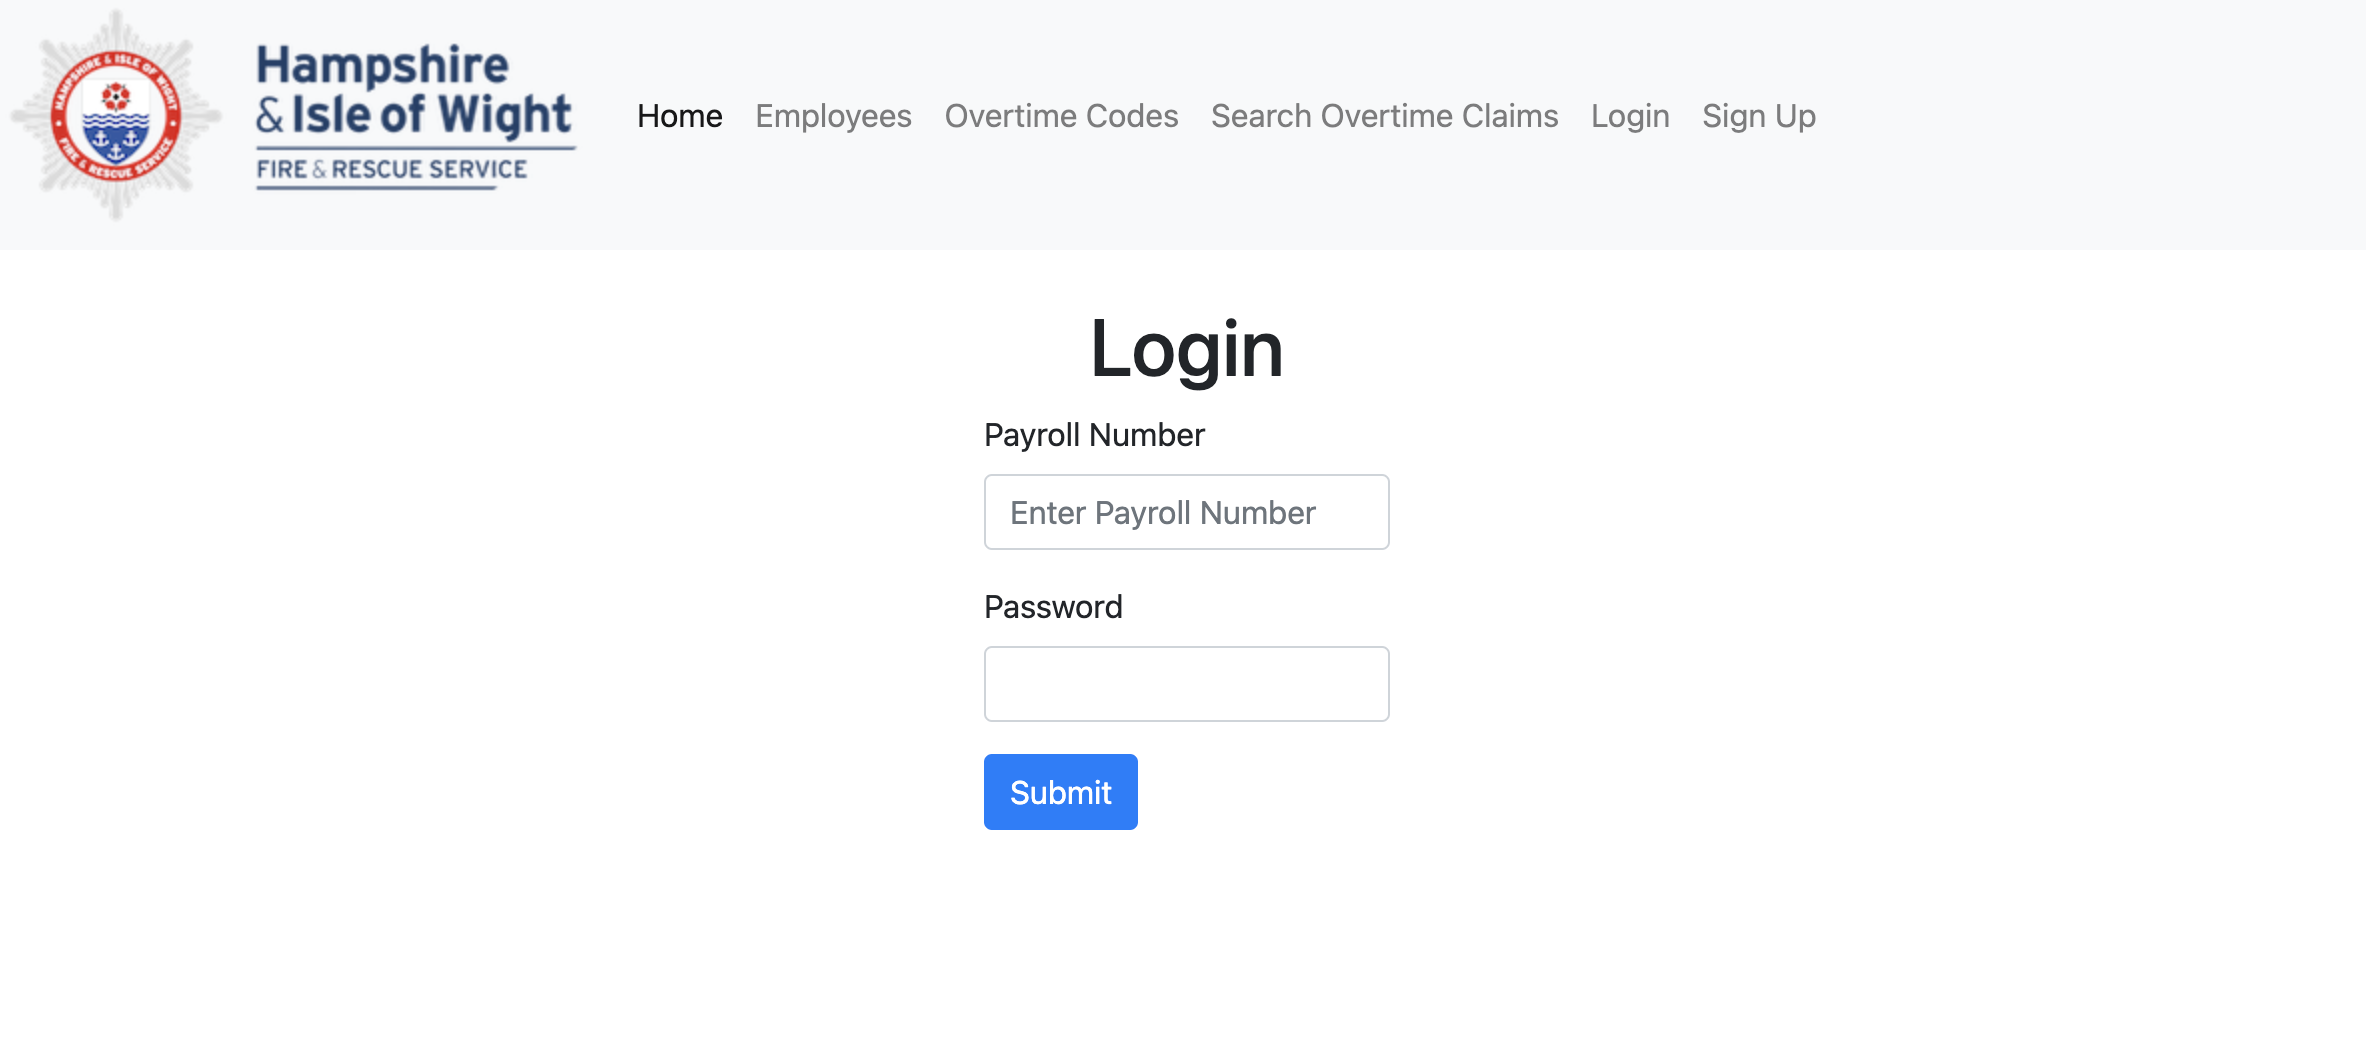 HAMPSHIRE & ISLE OF WIGHT
FIRE & RESCUE SERVICE
Hampshire
& Isle of Wight
FIRE & RESCUE SERVICE
Home Employees Overtime Codes Search Overtime Claims Login Sign Up
Login
Payroll Number
Enter Payroll Number
Password
Submit